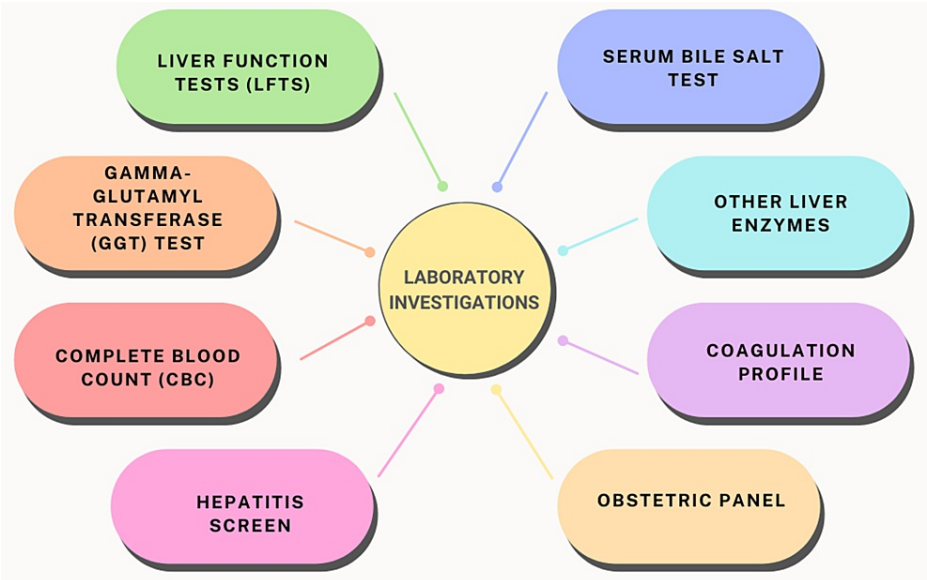 LIVER FUNCTION
TESTS (LFTS)
SERUM BILE SALT
TEST
GAMMA-
GLUTAMYL
TRANSFERASE
(GGT) TEST
OTHER LIVER
ENZYMES
LABORATORY
INVESTIGATIONS
COMPLETE BLOOD
COUNT (CBC)
COAGULATION
PROFILE
HEPATITIS
SCREEN
OBSTETRIC PANEL